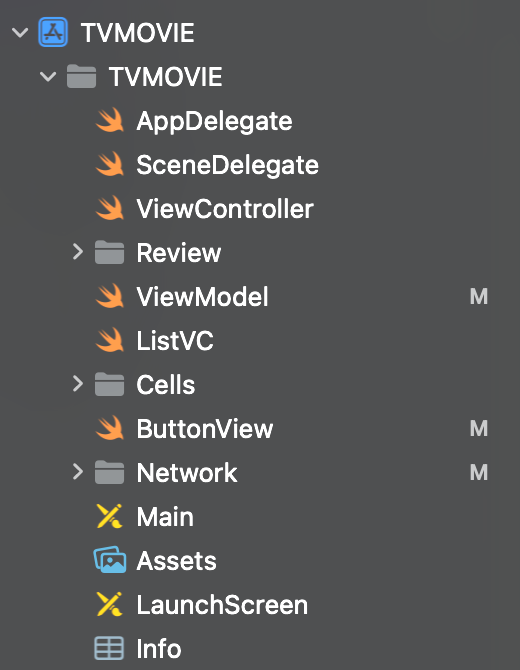 TVMOVIE
TVMOVIE
AppDelegate
SceneDelegate
ViewController
Review
ViewModel M
ListVC
Cells
ButtonView M
Network M
Main
Assets
LaunchScreen
Info